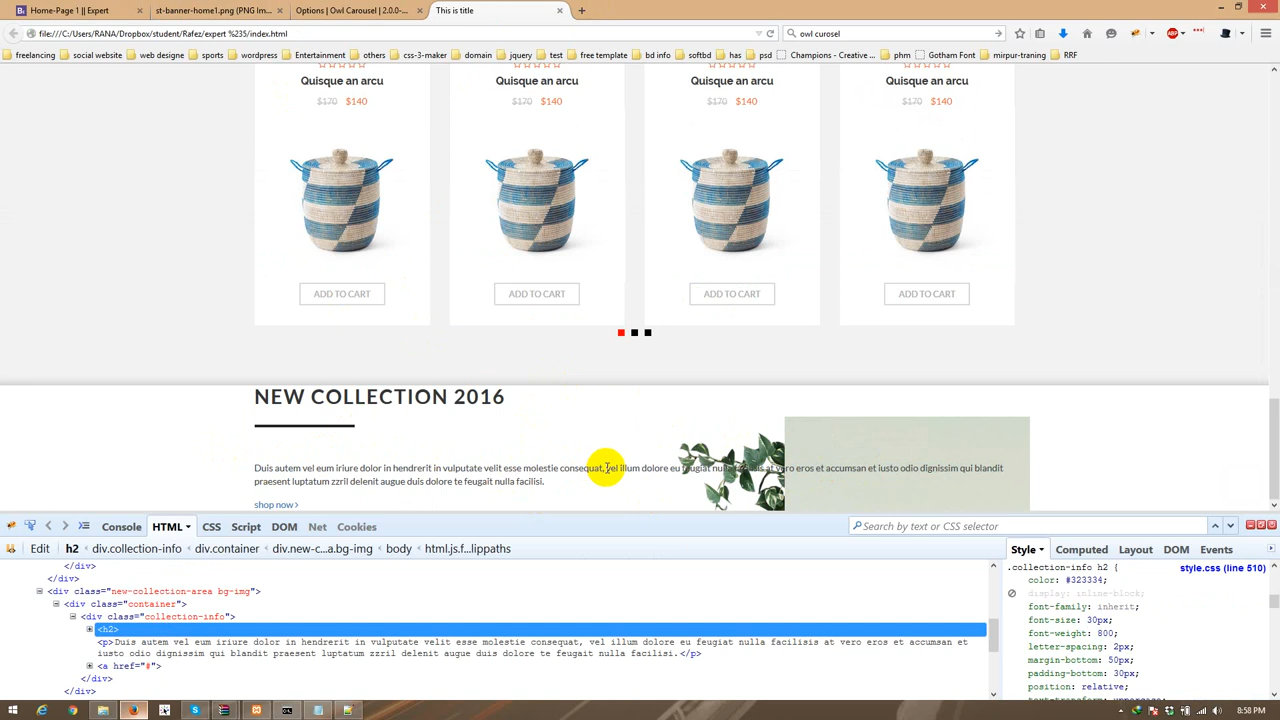 Home-Page 1 || Expert
st-banner-home1.png (PNG Im...
Options | Owl Carousel | 2.0.0-...
This is title
file:///C:/Users/RANA/Dropbox/student/Rafez/expert %235/index.html
owl curosel
freelancing
social website
web designe
sports
wordpress
Entertainment
others
css-3-maker
domain
jquery
test
free template
bd info
softbd
has
psd
Champions - Creative ...
phm
Gotham Font
mirpur-traning
RRF
Quisque an arcu
Quisque an arcu
Quisque an arcu
Quisque an arcu
$170 $140
$170 $140
$170 $140
$170 $140
ADD TO CART
ADD TO CART
ADD TO CART
ADD TO CART
NEW COLLECTION 2016
Duis autem vel eum iriure dolor in hendrerit in vulputate velit esse molestie consequat, vel illum dolore eu feugiat nulla facilisis at vero eros et accumsan et iusto odio dignissim qui blandit
praesent luptatum zzril delenit augue duis dolore te feugait nulla facilisi.
shop now
Console
HTML
CSS
Script
DOM
Net
Cookies
Search by text or CSS selector
Edit
h2
div.collection-info
div.container
div.new-c...a.bg-img
body
html.js.f...lippaths
Style
Computed
Layout
DOM
Events
</div>
</div>
<div class="new-collection-area bg-img">
<div class="container">
<div class="collection-info">
<h2>
<p>Duis autem vel eum iriure dolor in hendrerit in vulputate velit esse molestie consequat, vel illum dolore eu feugiat nulla facilisis at vero eros et accumsan et
iusto odio dignissim qui blandit praesent luptatum zzril delenit augue duis dolore te feugait nulla facilisi.</p>
<a href="#">
</div>
</div>
.collection-info h2 {
style.css (line 510)
color: #323334;
display: inline-block;
font-family: inherit;
font-size: 30px;
font-weight: 800;
letter-spacing: 2px;
margin-bottom: 50px;
padding-bottom: 30px;
position: relative;
text-transform: uppercase;
8:58 PM